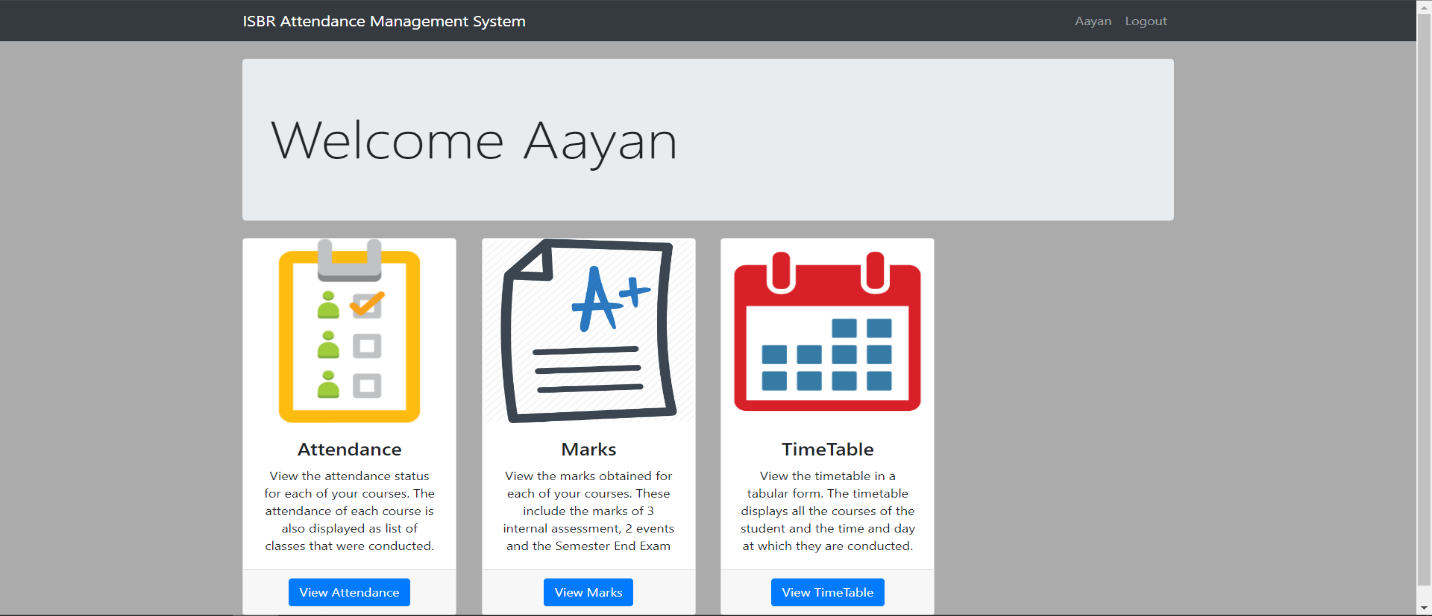 ISBR Attendance Management System
Aayan Logout
Welcome Aayan
A+
Attendance
View the attendance status
for each of your courses. The
attendance of each course is
also displayed as list of
classes that were conducted.
View Attendance
Marks
View the marks obtained for
each of your courses. These
include the marks of 3
internal assessment, 2 events
and the Semester End Exam
View Marks
TimeTable
View the timetable in a
tabular form. The timetable
displays all the courses of the
student and the time and day
at which they are conducted.
View TimeTable